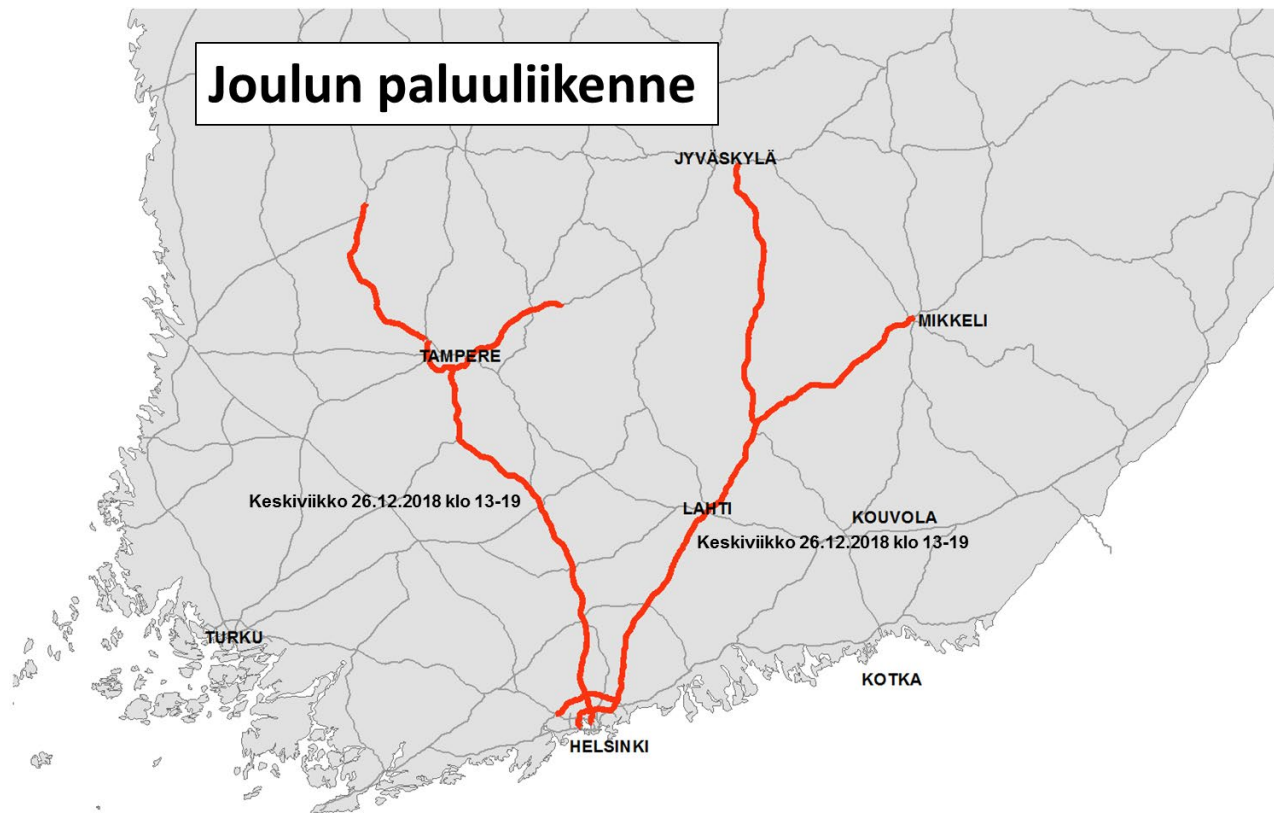 Joulun paluuliikenne
JYVÄSKYLÄ
MIKKELI
TAMPERE
Keskiviikko 26.12.2018 klo 13-19
LAHTI
KOUVOLA
Keskiviikko 26.12.2018 klo 13-19
TURKU
KOTKA
HELSINKI